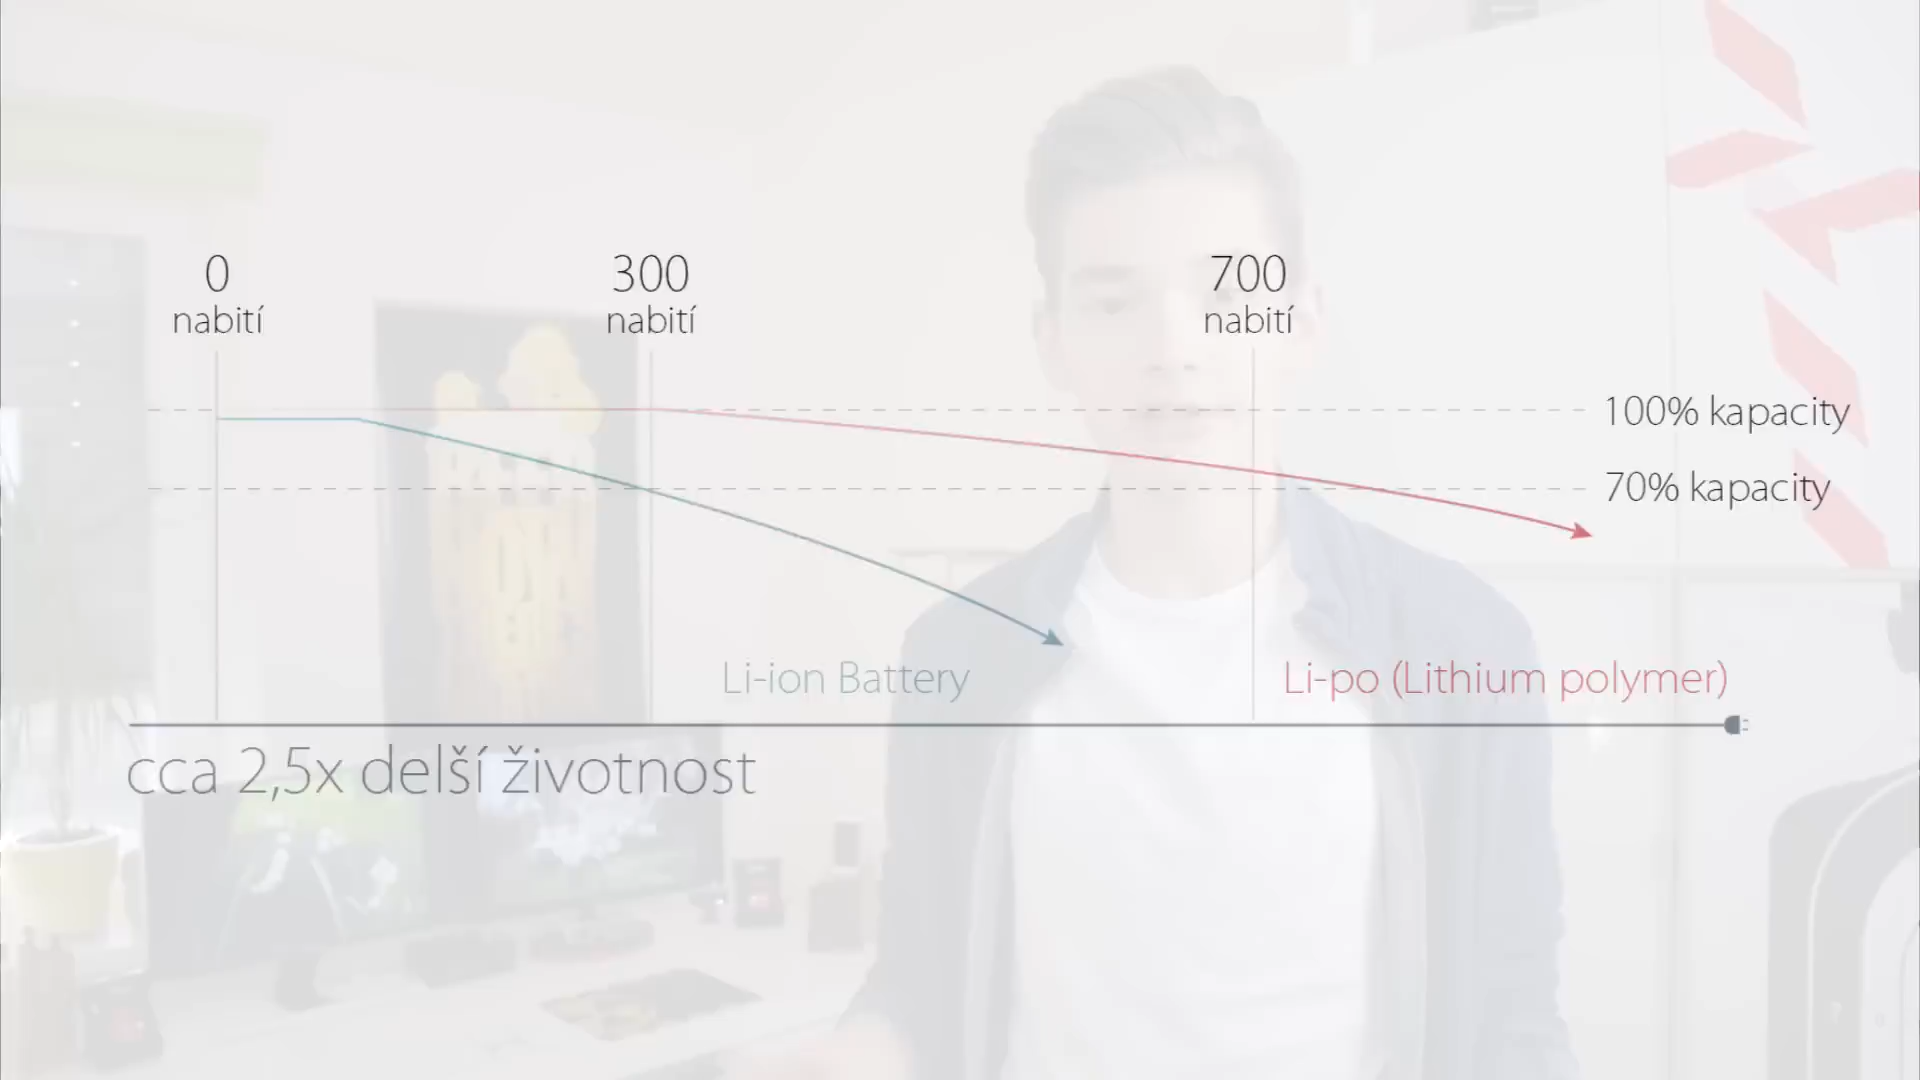 0
nabití
300
nabití
700
nabití
100% kapacity
70% kapacity
Li-ion Battery
Li-po (Lithium polymer)
cca 2,5x delší životnost